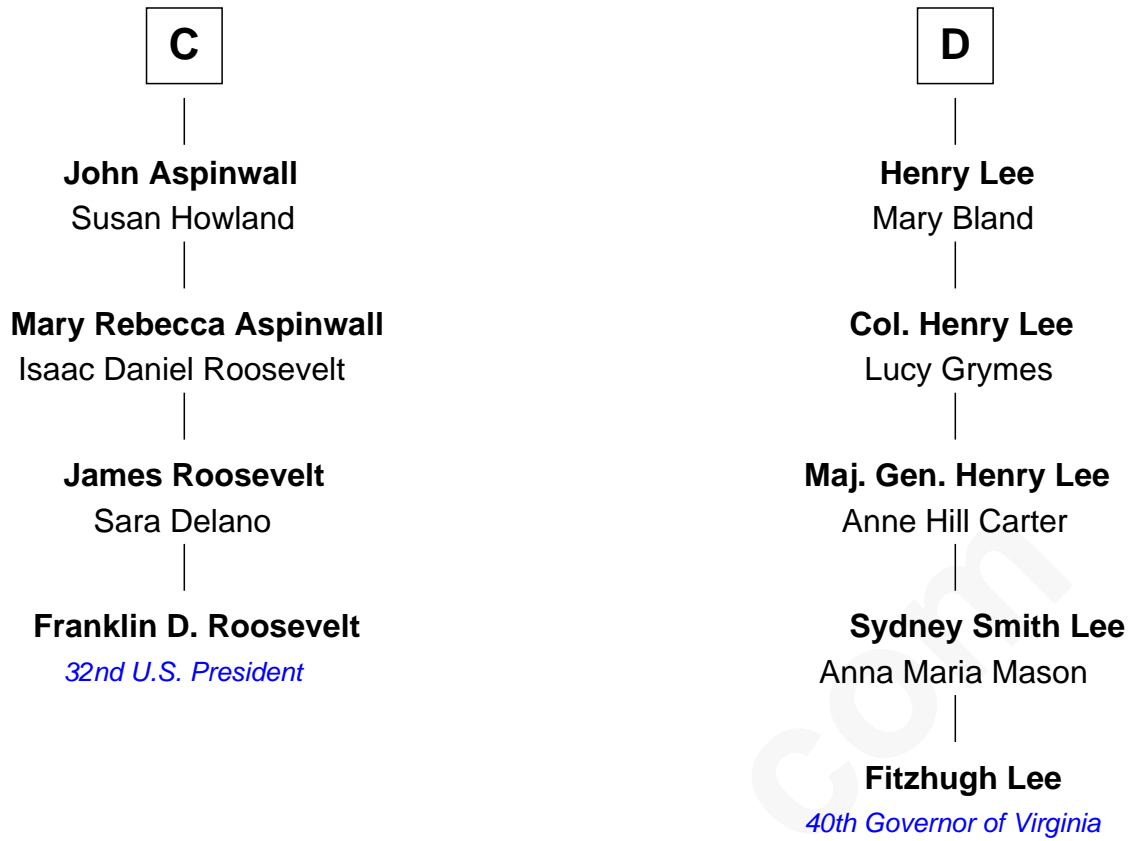 C
John Aspinwall
Susan Howland
Mary Rebecca Aspinwall
Isaac Daniel Roosevelt
James Roosevelt
Sara Delano
Franklin D. Roosevelt
32nd U.S. President
D
Henry Lee
Mary Bland
Col. Henry Lee
Lucy Grymes
Maj. Gen. Henry Lee
Anne Hill Carter
Sydney Smith Lee
Anna Maria Mason
Fitzhugh Lee
40th Governor of Virginia
com